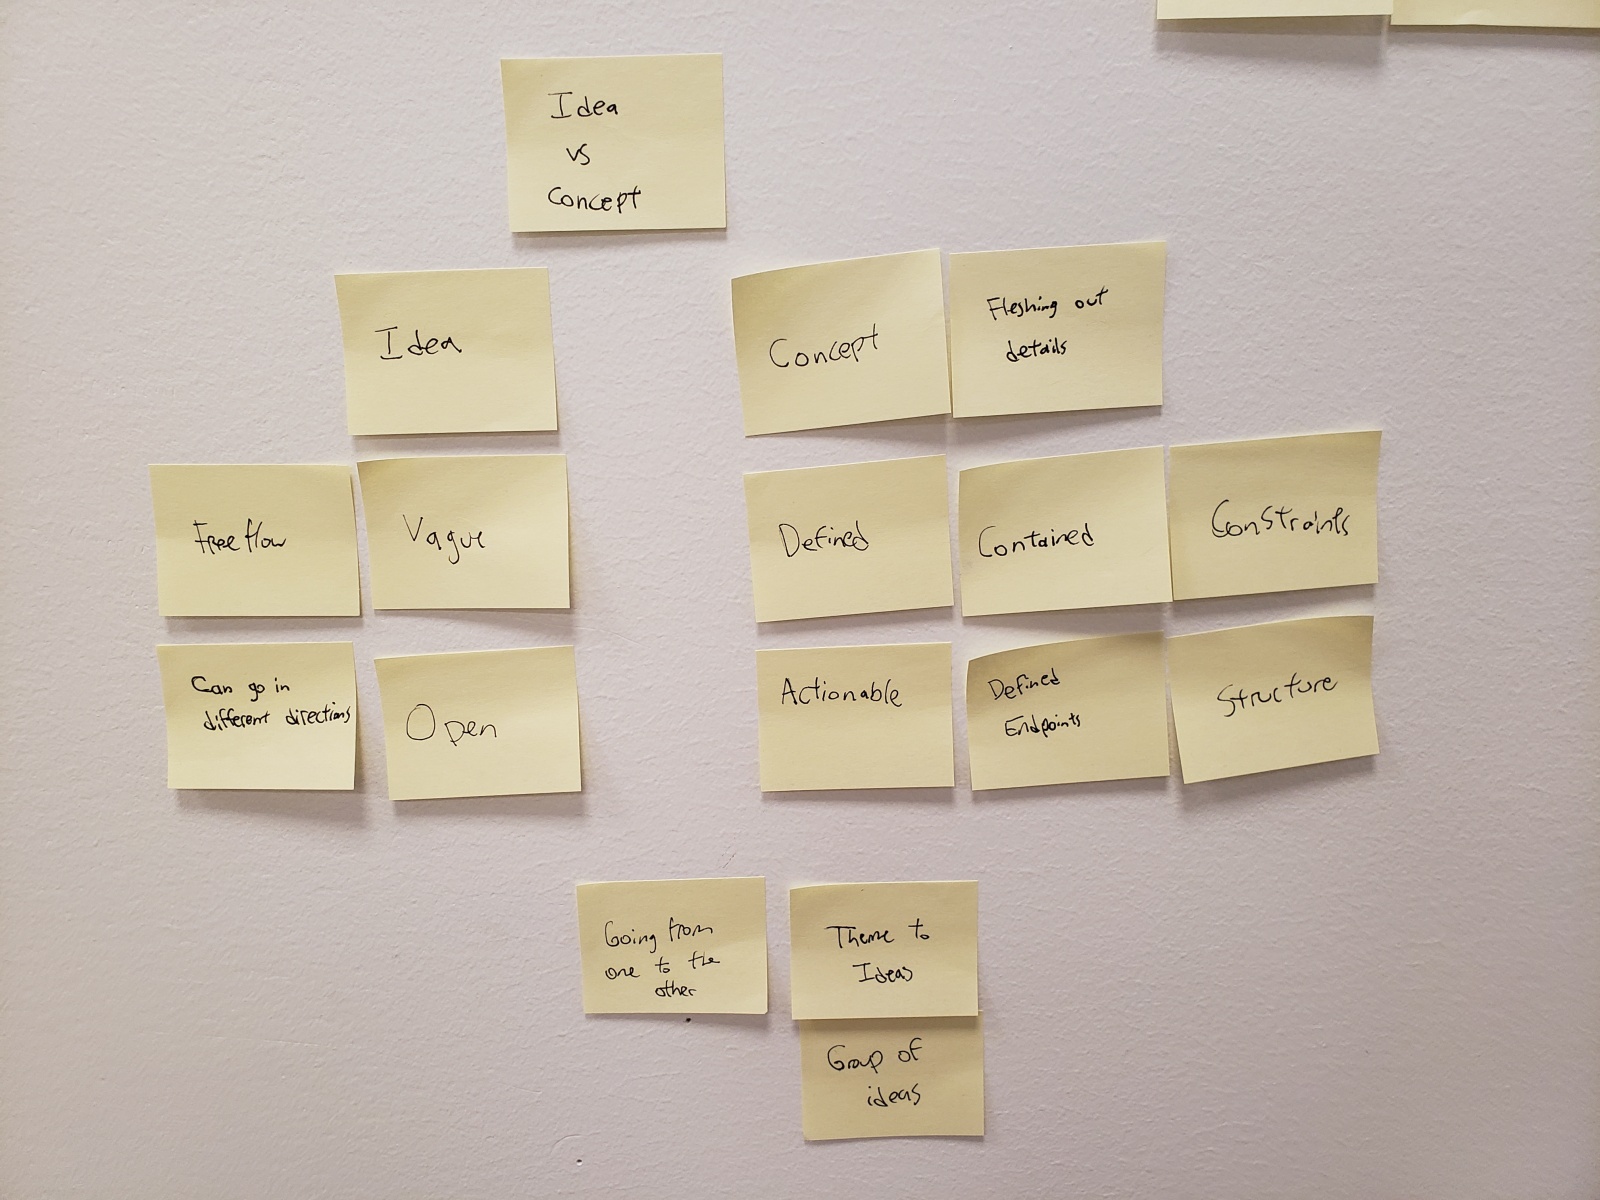 Idea
vs
Concept
Idea
Concept
Fleshing out
details
Free flow
Vague
Defined
Contained
Constraints
Can go in
different directions
Open
Actionable
Defined
Endpoints
Structure
Going from
one to the
other
Theme to
Ideas
Group of
ideas